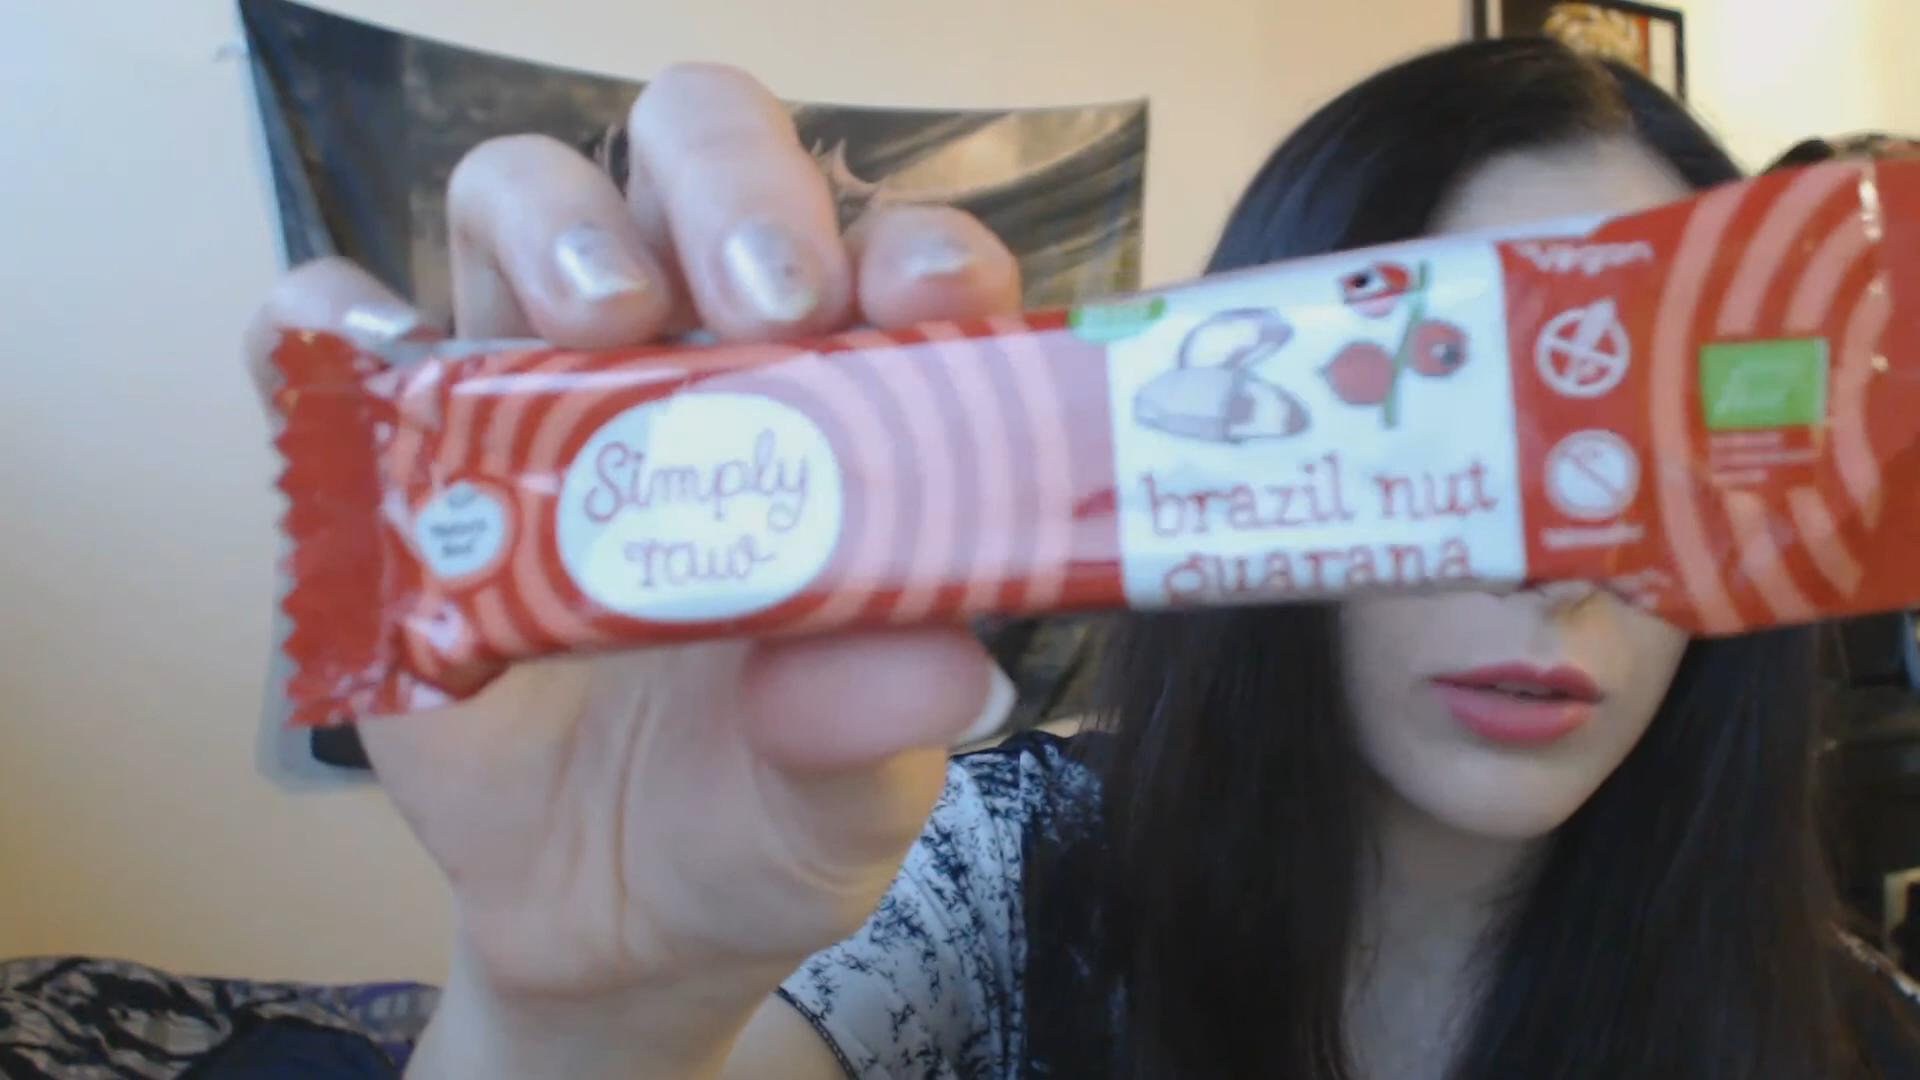 Simply
raw
brazil nut
guarana
vegan